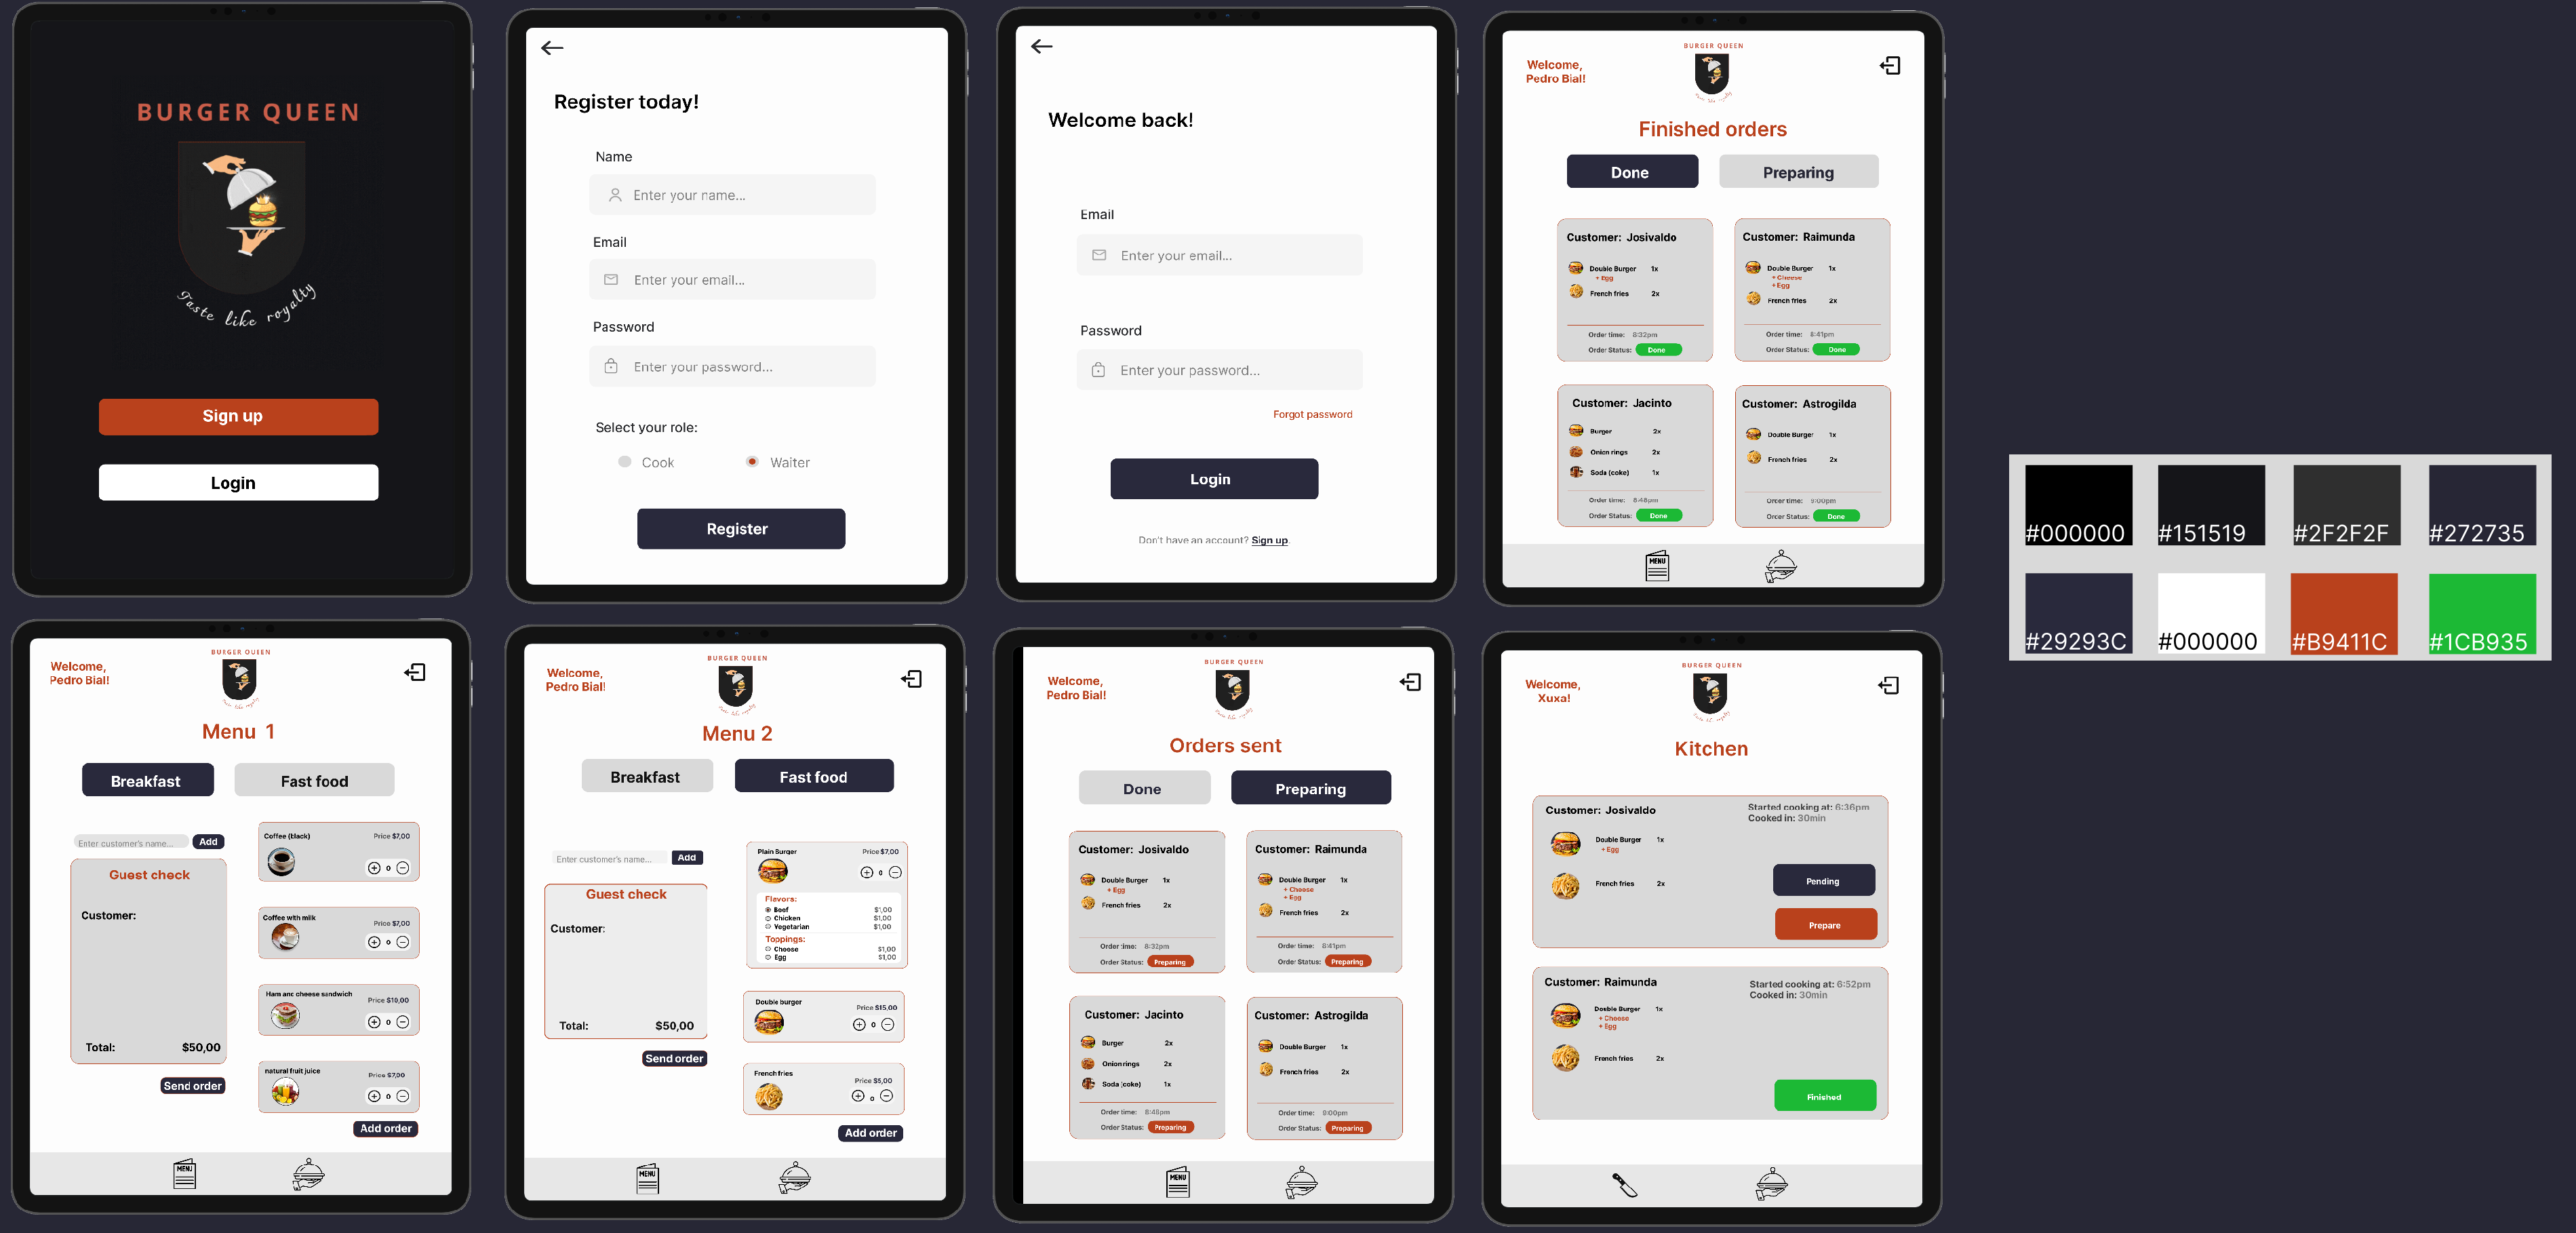 BURGER QUEEN
Taste like royalty
Sign up
Login
Register today!
Name
Enter your name...
Email
Enter your email...
Password
Enter your password...
Select your role:
Cook
Waiter
Register
Welcome back!
Email
Enter your email...
Password
Enter your password...
Forgot password
Login
Don't have an account? Sign up.
Welcome,
Pedro Bial!
BURGER QUEEN
Finished orders
Done
Preparing
Customer: Josivaldo
Double Burger 1x
+ Egg
French fries 2x
Order time: 8:32pm
Order Status: Done
Customer: Raimunda
Double Burger 1x
+ Cheese
+ Egg
French fries 2x
Order time: 8:41pm
Order Status: Done
Customer: Jacinto
Burger 2x
Onion rings 2x
Soda (coke) 1x
Order time: 8:48pm
Order Status: Done
Customer: Astrogilda
Double Burger 1x
French fries 2x
Order time: 9:00pm
Order Status: Done
MENU
#000000
#151519
#2F2F2F
#272735
#29293C
#000000
#B9411C
#1CB935
Welcome,
Pedro Bial!
BURGER QUEEN
Menu 1
Breakfast
Fast food
Enter customer's name...
Add
Guest check
Customer:
Total: $50,00
Send order
Coffee (black)
Price $7,00
0
Coffee with milk
Price $7,00
0
Ham and cheese sandwich
Price $10,00
0
natural fruit juice
Price $7,00
0
Add order
MENU
Welcome,
Pedro Bial!
BURGER QUEEN
Menu 2
Breakfast
Fast food
Enter customer's name...
Add
Guest check
Customer:
Total: $50,00
Send order
Plain Burger
Price $7,00
0
Flavors:
Beef $1,00
Chicken $1,00
Vegetarian $1,00
Toppings:
Cheese $1,00
Egg $1,00
Double burger
Price $15,00
0
French fries
Price $5,00
0
Add order
MENU
Welcome,
Pedro Bial!
BURGER QUEEN
Orders sent
Done
Preparing
Customer: Josivaldo
Double Burger 1x
+ Egg
French fries 2x
Order time: 8:32pm
Order Status: Preparing
Customer: Raimunda
Double Burger 1x
+ Cheese
+ Egg
French fries 2x
Order time: 8:41pm
Order Status: Preparing
Customer: Jacinto
Burger 2x
Onion rings 2x
Soda (coke) 1x
Order time: 8:48pm
Order Status: Preparing
Customer: Astrogilda
Double Burger 1x
French fries 2x
Order time: 9:00pm
Order Status: Preparing
MENU
Welcome,
Xuxa!
BURGER QUEEN
Kitchen
Customer: Josivaldo
Started cooking at: 6:36pm
Cooked in: 30min
Double Burger 1x
+ Egg
French fries 2x
Pending
Prepare
Customer: Raimunda
Started cooking at: 6:52pm
Cooked in: 30min
Double Burger 1x
+ Cheese
+ Egg
French fries 2x
Finished